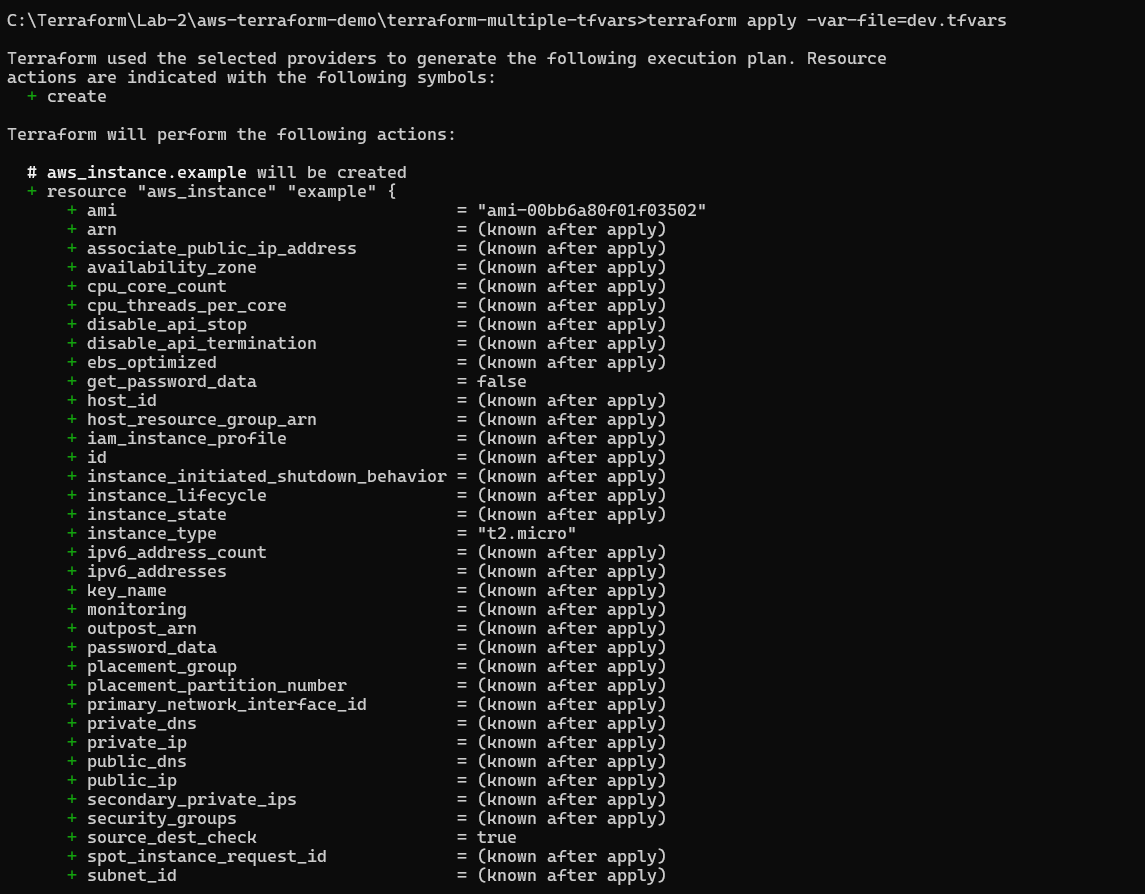 C:\Terraform\Lab-2\aws-terraform-demo\terraform-multiple-tfvars>terraform apply -var-file=dev.tfvars

Terraform used the selected providers to generate the following execution plan. Resource
actions are indicated with the following symbols:
  + create

Terraform will perform the following actions:

  # aws_instance.example will be created
  + resource "aws_instance" "example" {
      + ami                                  = "ami-00bb6a80f01f03502"
      + arn                                  = (known after apply)
      + associate_public_ip_address          = (known after apply)
      + availability_zone                    = (known after apply)
      + cpu_core_count                       = (known after apply)
      + cpu_threads_per_core                 = (known after apply)
      + disable_api_stop                     = (known after apply)
      + disable_api_termination              = (known after apply)
      + ebs_optimized                        = (known after apply)
      + get_password_data                    = false
      + host_id                              = (known after apply)
      + host_resource_group_arn              = (known after apply)
      + iam_instance_profile                 = (known after apply)
      + id                                   = (known after apply)
      + instance_initiated_shutdown_behavior = (known after apply)
      + instance_lifecycle                   = (known after apply)
      + instance_state                       = (known after apply)
      + instance_type                        = "t2.micro"
      + ipv6_address_count                   = (known after apply)
      + ipv6_addresses                       = (known after apply)
      + key_name                             = (known after apply)
      + monitoring                           = (known after apply)
      + outpost_arn                          = (known after apply)
      + password_data                        = (known after apply)
      + placement_group                      = (known after apply)
      + placement_partition_number           = (known after apply)
      + primary_network_interface_id         = (known after apply)
      + private_dns                          = (known after apply)
      + private_ip                           = (known after apply)
      + public_dns                           = (known after apply)
      + public_ip                            = (known after apply)
      + secondary_private_ips                = (known after apply)
      + security_groups                      = (known after apply)
      + source_dest_check                    = true
      + spot_instance_request_id             = (known after apply)
      + subnet_id                            = (known after apply)